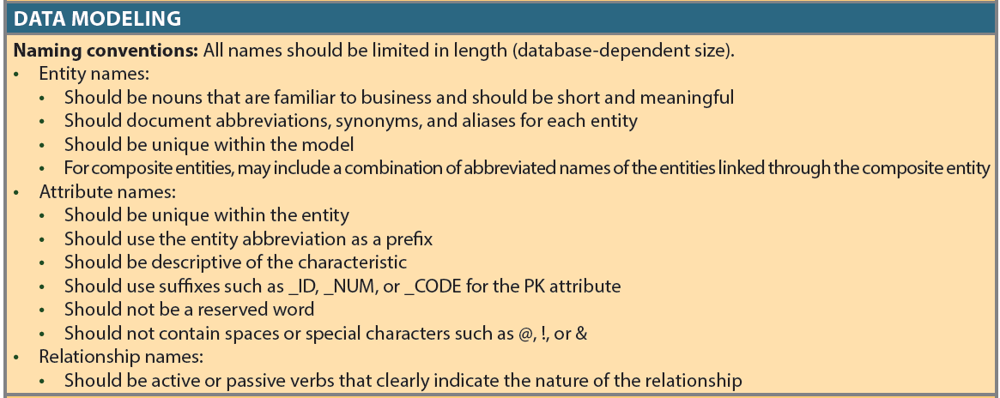 DATA MODELING
Naming conventions: All names should be limited in length (database-dependent size).
• Entity names:
• Should be nouns that are familiar to business and should be short and meaningful
• Should document abbreviations, synonyms, and aliases for each entity
• Should be unique within the model
• For composite entities, may include a combination of abbreviated names of the entities linked through the composite entity
• Attribute names:
• Should be unique within the entity
• Should use the entity abbreviation as a prefix
• Should be descriptive of the characteristic
• Should use suffixes such as _ID, _NUM, or _CODE for the PK attribute
• Should not be a reserved word
• Should not contain spaces or special characters such as @, !, or &
• Relationship names:
• Should be active or passive verbs that clearly indicate the nature of the relationship